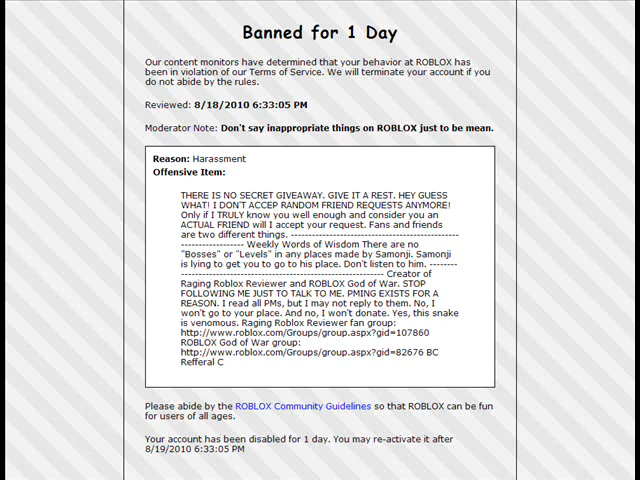 Banned for 1 Day
Our content monitors have determined that your behavior at ROBLOX has
been in violation of our Terms of Service. We will terminate your account if you
do not abide by the rules.
Reviewed: 8/18/2010 6:33:05 PM
Moderator Note: Don't say inappropriate things on ROBLOX just to be mean.
Reason: Harassment
Offensive Item:
THERE IS NO SECRET GIVEAWAY. GIVE IT A REST. HEY GUESS
WHAT! I DON'T ACCEP RANDOM FRIEND REQUESTS ANYMORE!
Only if I TRULY know you well enough and consider you an
ACTUAL FRIEND will I accept your request. Fans and friends
are two different things. ------------------------------------------------
------------------ Weekly Words of Wisdom There are no
"Bosses" or "Levels" in any places made by Samonji. Samonji
is lying to get you to go to his place. Don't listen to him. --------
----------------------------------------------------------- Creator of
Raging Roblox Reviewer and ROBLOX God of War. STOP
FOLLOWING ME JUST TO TALK TO ME. PMING EXISTS FOR A
REASON. I read all PMs, but I may not reply to them. No, I
won't go to your place. And no, I won't donate. Yes, this snake
is venomous. Raging Roblox Reviewer fan group:
http://www.roblox.com/Groups/group.aspx?gid=107860
ROBLOX God of War group:
http://www.roblox.com/Groups/group.aspx?gid=82676 BC
Refferal C
Please abide by the ROBLOX Community Guidelines so that ROBLOX can be fun
for users of all ages.
Your account has been disabled for 1 day. You may re-activate it after
8/19/2010 6:33:05 PM